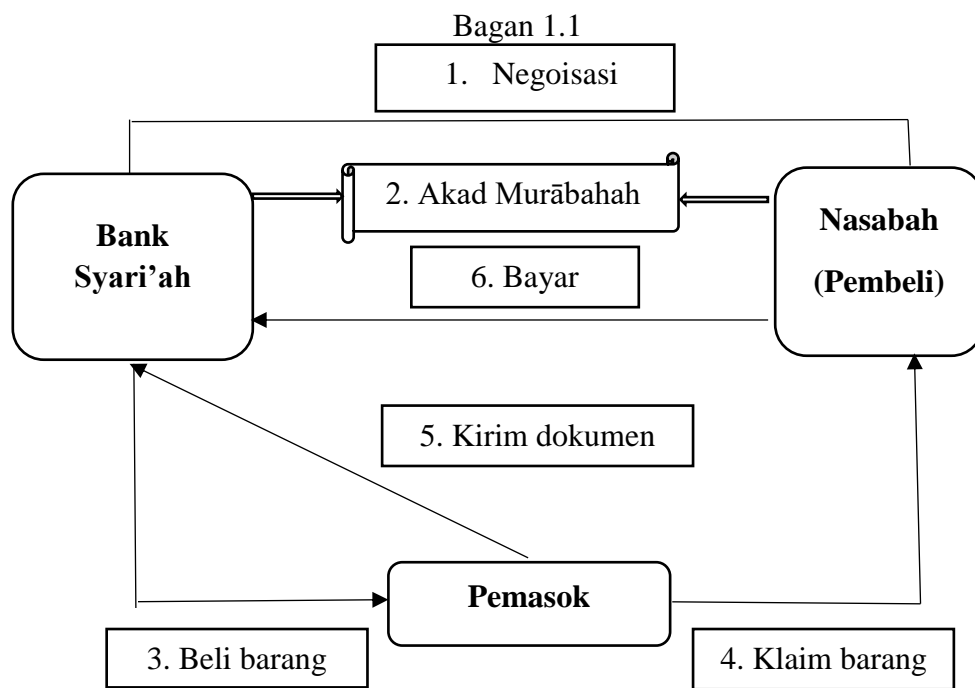 Bagan 1.1
1. Negoisasi
2. Akad Murābahah
Bank
Syari’ah
Nasabah
(Pembeli)
6. Bayar
5. Kirim dokumen
Pemasok
3. Beli barang
4. Klaim barang